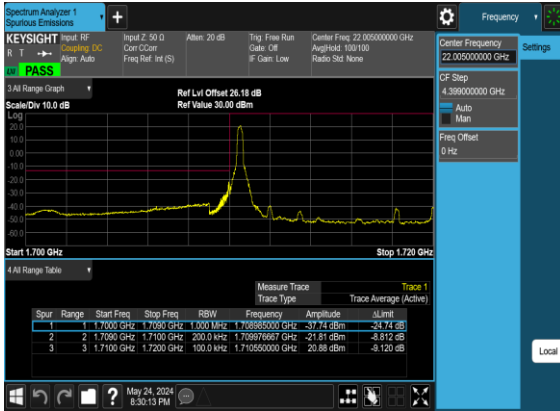 Spectrum Analyzer 1
Spurious Emissions
Frequency
KEYSIGHT
R T
Input: RF
Coupling: DC
Align: Auto
Input Z: 50 Ω
Corr CCorr
Freq Ref: Int (S)
Atten: 20 dB
Trig: Free Run
Gate: Off
IF Gain: Low
Center Freq: 22.005000000 GHz
Avg|Hold: 100/100
Radio Std: None
PASS
Center Frequency
22.005000000 GHz
Settings
CF Step
4.399000000 GHz
Auto
Man
Freq Offset
0 Hz
3 All Range Graph
Scale/Div 10.0 dB
Ref Lvl Offset 26.18 dB
Ref Value 30.00 dBm
Log
20.0
10.0
0.00
-10.0
-20.0
-30.0
-40.0
-50.0
-60.0
Start 1.700 GHz
Stop 1.720 GHz
4 All Range Table
Measure Trace Trace 1
Trace Type Trace Average (Active)
Spur Range Start Freq Stop Freq RBW Frequency Amplitude ΔLimit
1 1 1.7000 GHz 1.7090 GHz 1.000 MHz 1.708985000 GHz -37.74 dBm -24.74 dB
2 2 1.7090 GHz 1.7100 GHz 200.0 kHz 1.709976667 GHz -21.81 dBm -8.812 dB
3 3 1.7100 GHz 1.7200 GHz 100.0 kHz 1.710550000 GHz 20.88 dBm -9.120 dB
Local
?
May 24, 2024
8:30:13 PM